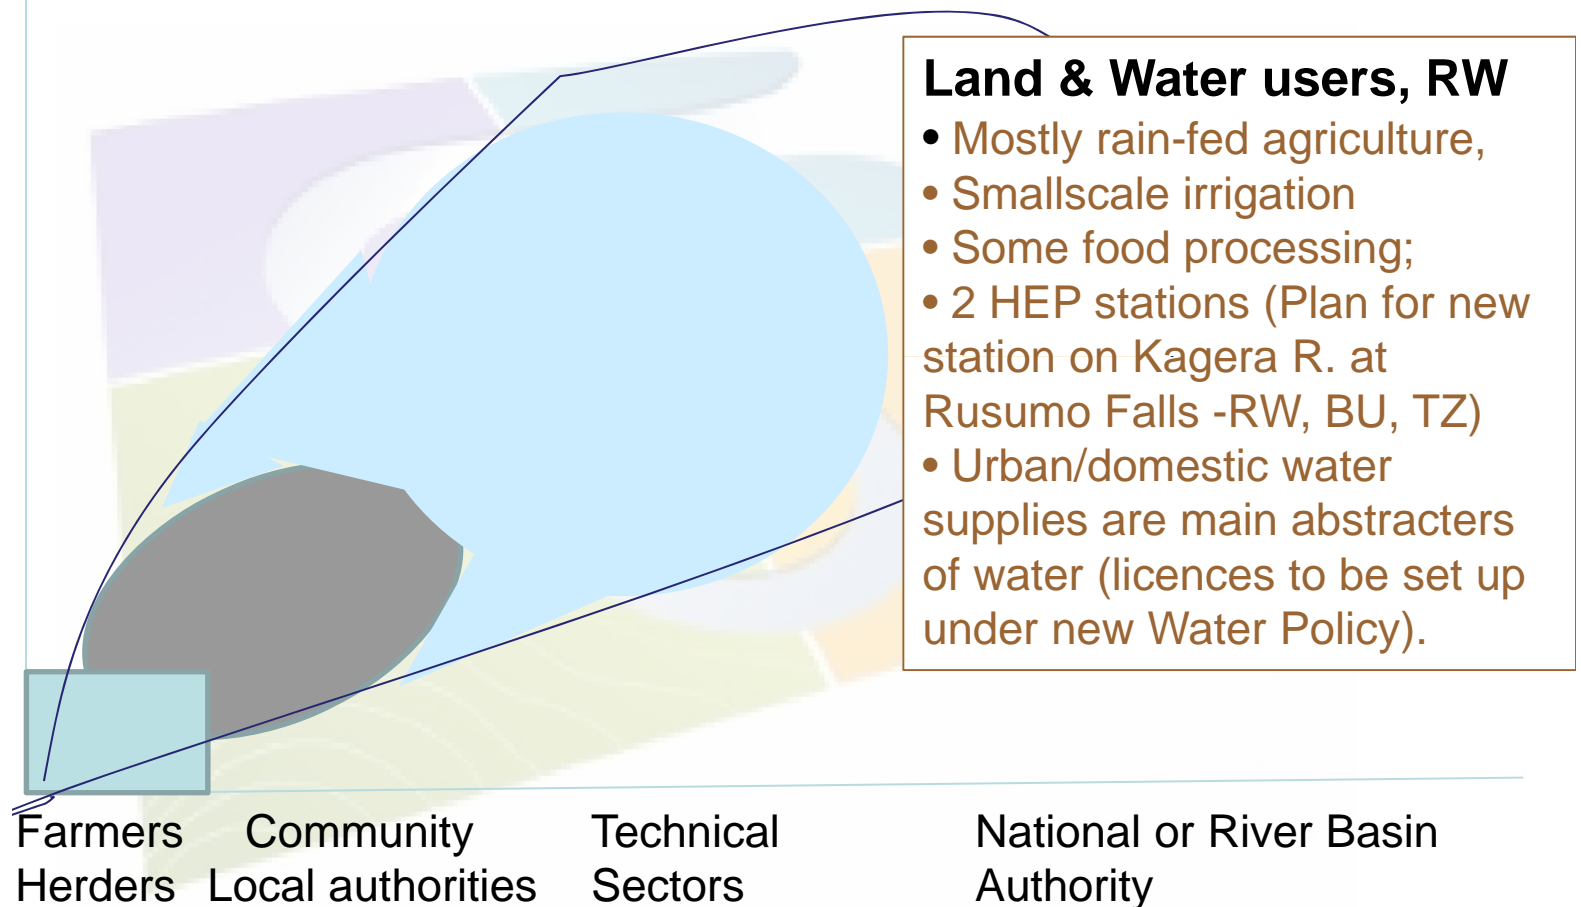 Land & Water users, RW
• Mostly rain-fed agriculture,
• Smallscale irrigation
• Some food processing;
• 2 HEP stations (Plan for new
station on Kagera R. at
Rusumo Falls -RW, BU, TZ)
• Urban/domestic water
supplies are main abstracters
of water (licences to be set up
under new Water Policy).
Farmers Community Technical National or River Basin
Herders Local authorities Sectors Authority